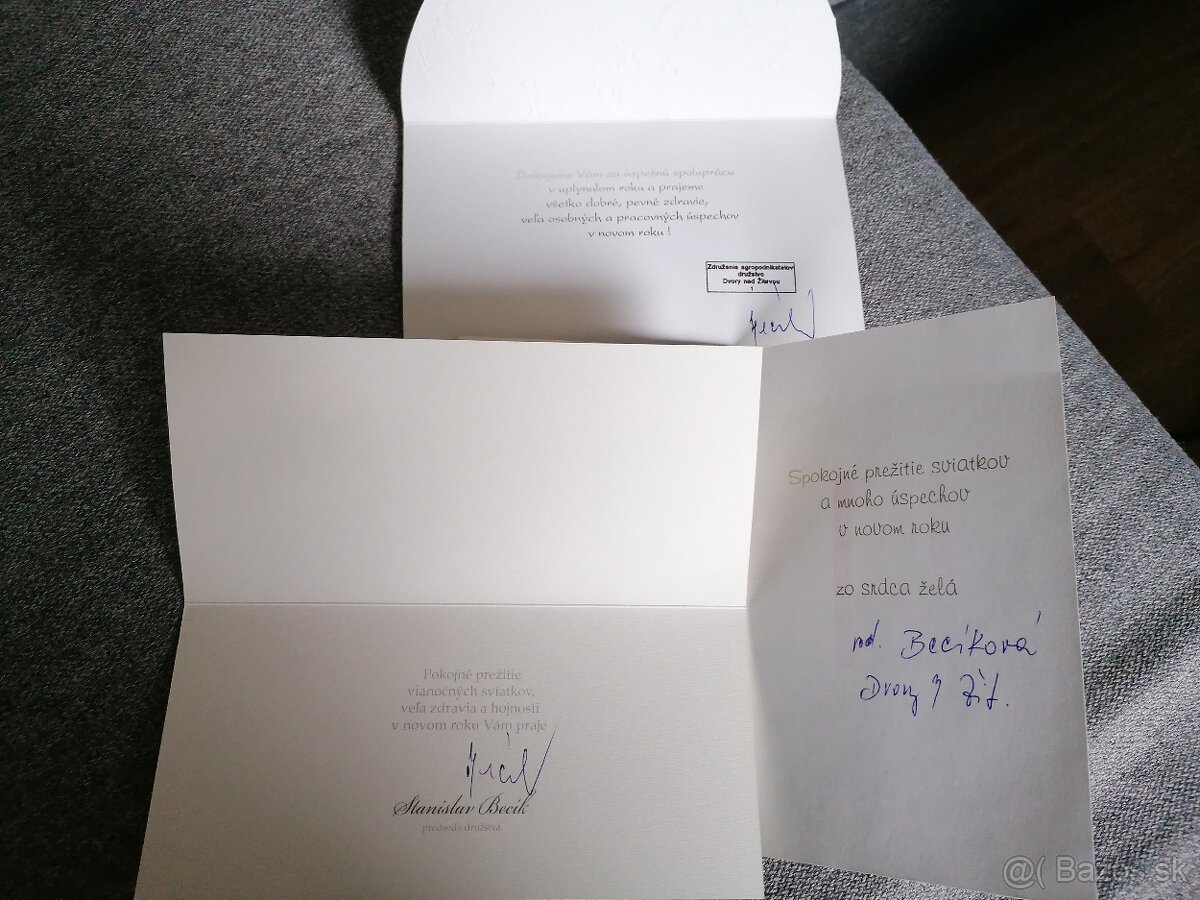 Ďakujeme Vám za úspešnú spoluprácu
v uplynulom roku a prajeme
všetko dobré, pevné zdravie,
veľa osobných a pracovných úspechov
v novom roku !
Združenie agropodnikateľov
družstvo
Dvory nad Žitavou
1
Spokojné prežitie sviatkov
a mnoho úspechov
v novom roku
zo srdca želá
Becíková
Dvory Žit.
Pokojné prežitie
vianočných sviatkov,
veľa zdravia a hojnosti
v novom roku Vám praje
Stanislav Becík
predseda družstva
Bazos.sk